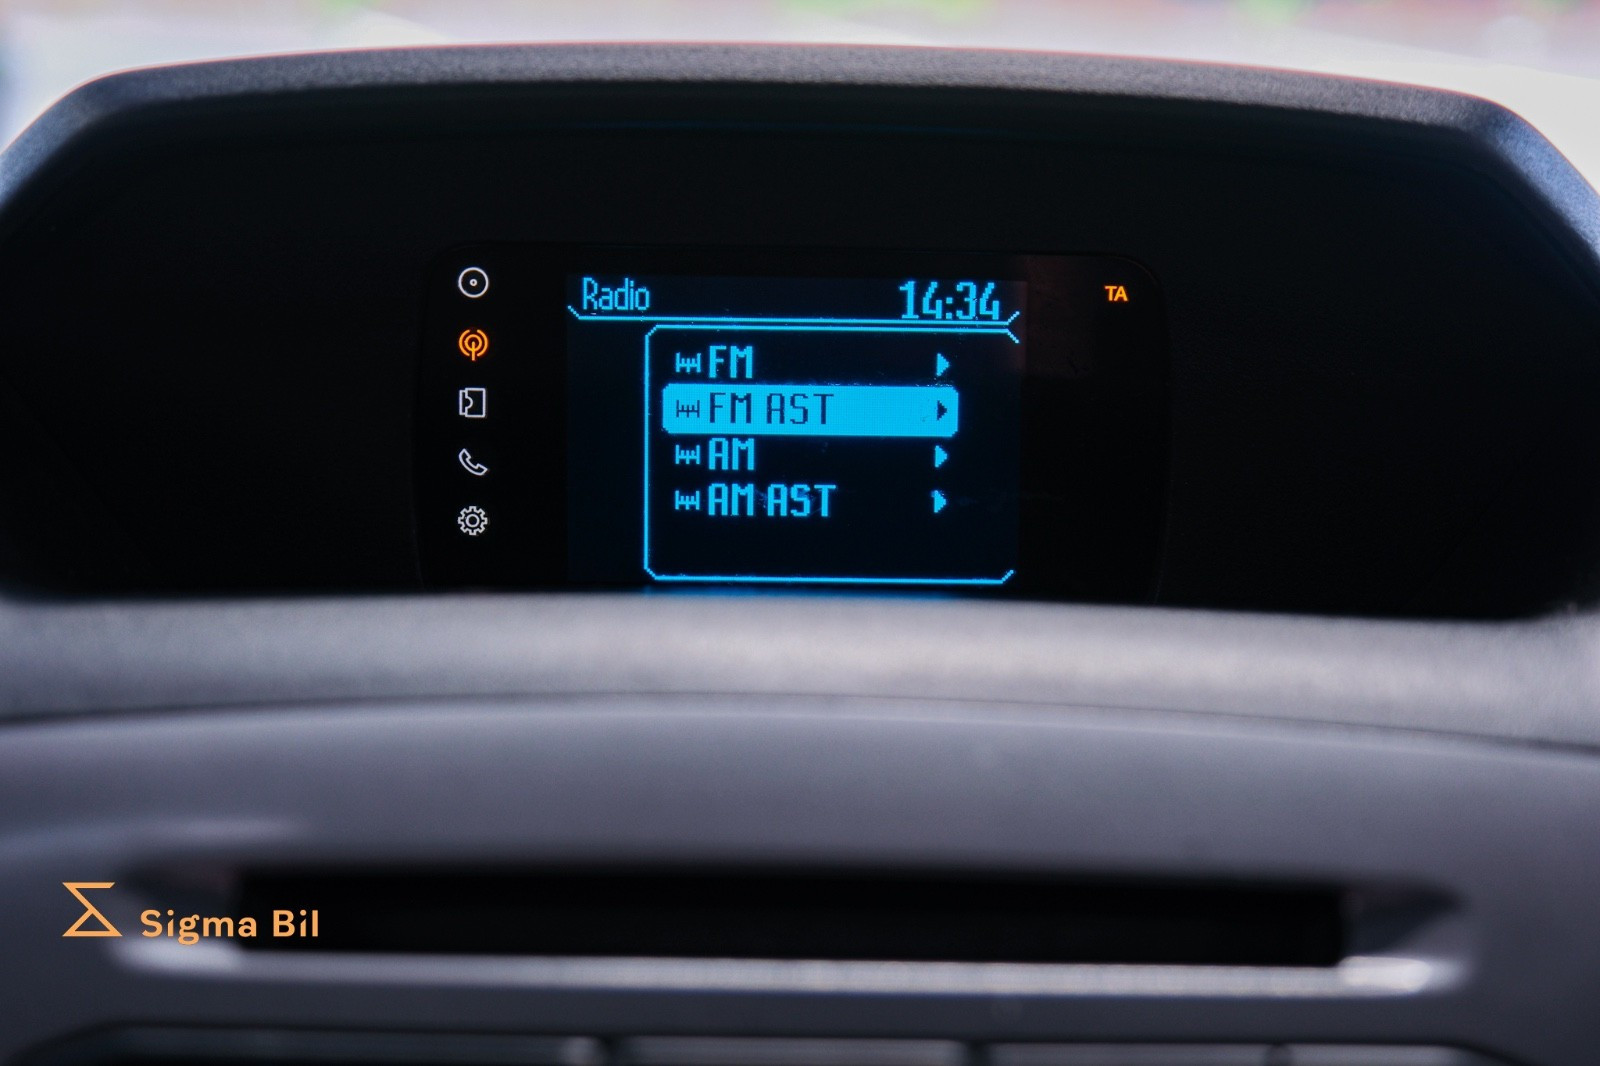 Radio 14:34 TA
FM
FM AST
AM
AM AST
Sigma Bil